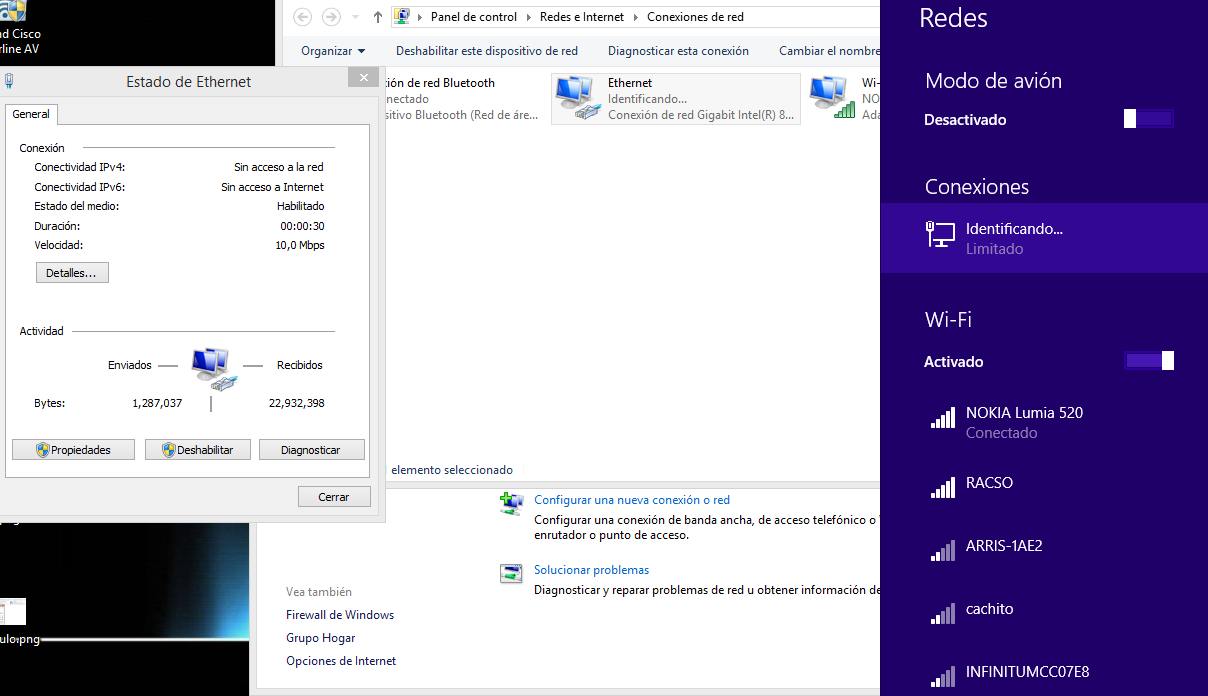 nd Cisco
rline AV
ulo.png
Estado de Ethernet
General
Conexión
Conectividad IPv4: Sin acceso a la red
Conectividad IPv6: Sin acceso a Internet
Estado del medio: Habilitado
Duración: 00:00:30
Velocidad: 10,0 Mbps
Detalles...
Actividad
Enviados Recibidos
Bytes: 1,287,037 22,932,398
Propiedades Deshabilitar Diagnosticar
Cerrar
Panel de control Redes e Internet Conexiones de red
Organizar Deshabilitar este dispositivo de red Diagnosticar esta conexión Cambiar el nombre
ión de red Bluetooth
nectado
sitivo Bluetooth (Red de áre...
Ethernet
Identificando...
Conexión de red Gigabit Intel(R) 8...
Wi-
NO
Ada
elemento seleccionado
Configurar una nueva conexión o red
Configurar una conexión de banda ancha, de acceso telefónico o
enrutador o punto de acceso.
Solucionar problemas
Diagnosticar y reparar problemas de red u obtener información de
Vea también
Firewall de Windows
Grupo Hogar
Opciones de Internet
Redes
Modo de avión
Desactivado
Conexiones
Identificando...
Limitado
Wi-Fi
Activado
NOKIA Lumia 520
Conectado
RACSO
ARRIS-1AE2
cachito
INFINITUMCC07E8